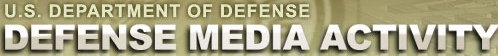 U.S. DEPARTMENT OF DEFENSE
DEFENSE MEDIA ACTIVITY